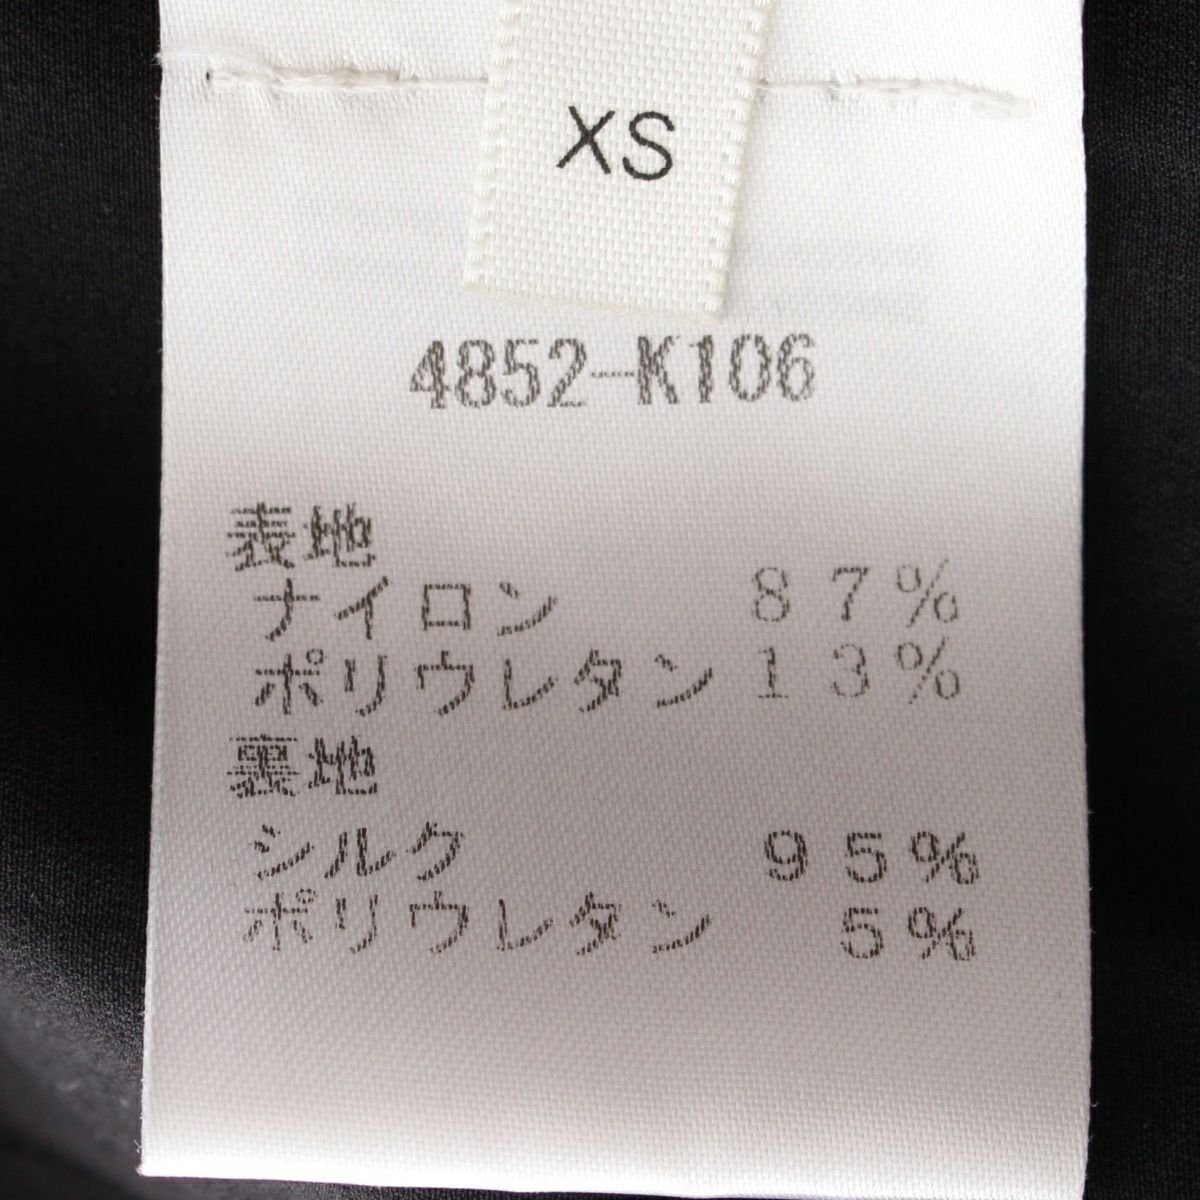 XS
4852-K106
表地
ナイロン 87%
ポリウレタン 13%
裏地
シルク 95%
ポリウレタン 5%